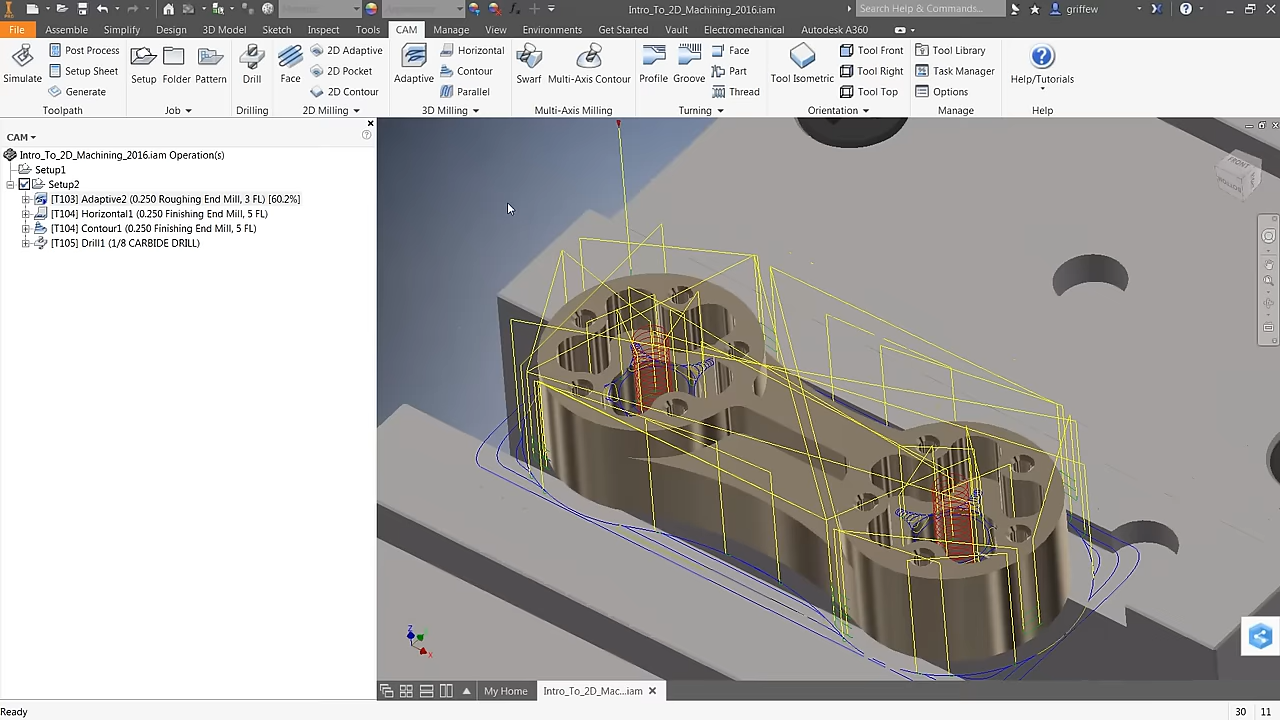 Intro_To_2D_Machining_2016.iam
Search Help & Commands...
griffew
File Assemble Simplify Design 3D Model Sketch Inspect Tools CAM Manage View Environments Get Started Vault Electromechanical Autodesk A360
Simulate
Post Process
Setup Sheet
Generate
Toolpath
Setup
Folder
Pattern
Job
Drill
Drilling
Face
2D Adaptive
2D Pocket
2D Contour
2D Milling
Adaptive
Horizontal
Contour
Parallel
3D Milling
Swarf
Multi-Axis Contour
Multi-Axis Milling
Profile
Groove
Face
Part
Thread
Turning
Tool Isometric
Tool Front
Tool Right
Tool Top
Orientation
Tool Library
Task Manager
Options
Manage
Help/Tutorials
Help
CAM
Intro_To_2D_Machining_2016.iam Operation(s)
Setup1
Setup2
[T103] Adaptive2 (0.250 Roughing End Mill, 3 FL) [60.2%]
[T104] Horizontal1 (0.250 Finishing End Mill, 5 FL)
[T104] Contour1 (0.250 Finishing End Mill, 5 FL)
[T105] Drill1 (1/8 CARBIDE DRILL)
FRONT
BOTTOM
Z
X
My Home
Intro_To_2D_Mac...iam
Ready
30 11